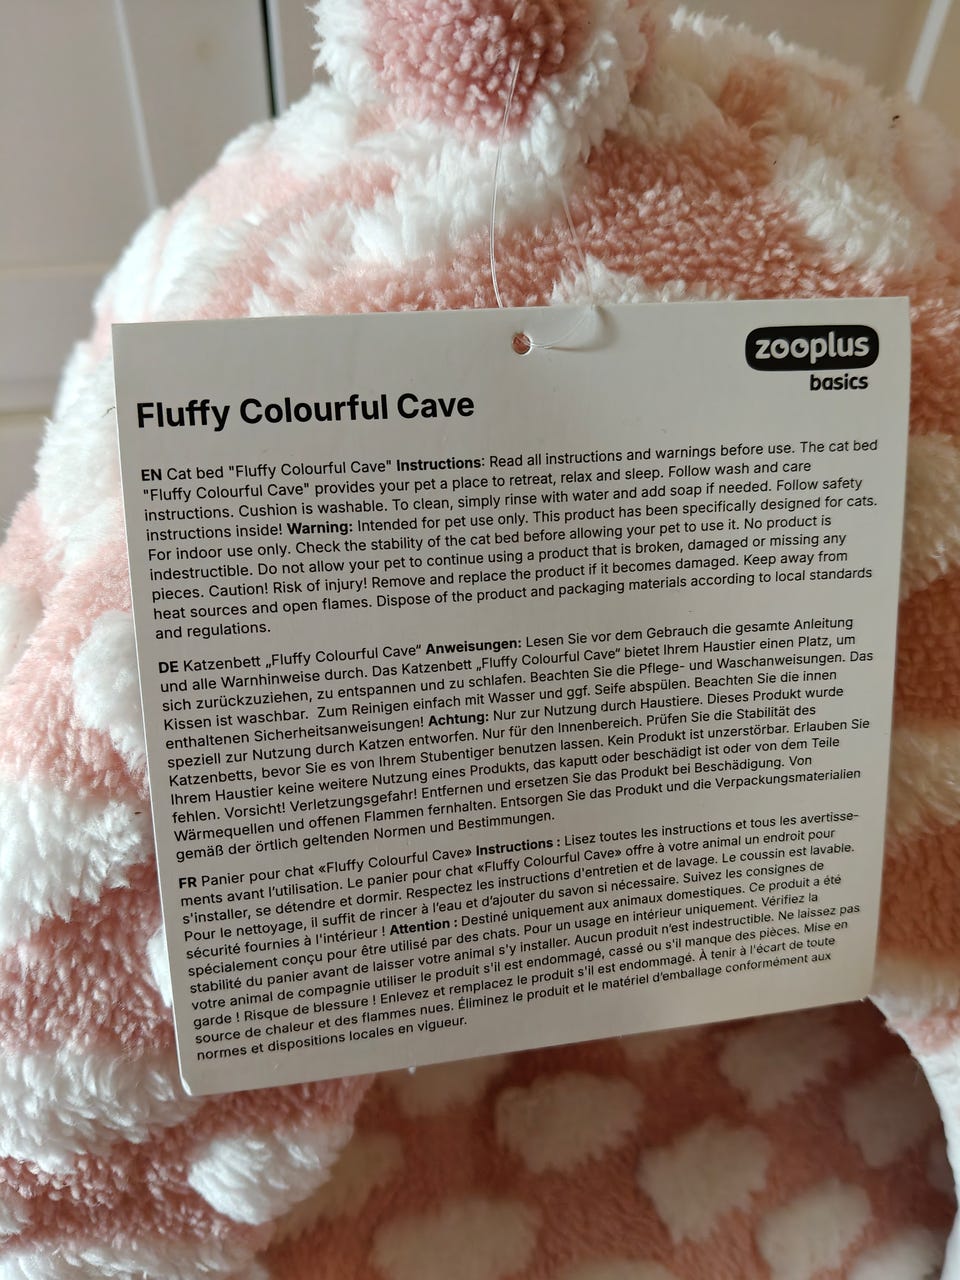 zooplus
basics
Fluffy Colourful Cave
EN Cat bed "Fluffy Colourful Cave" Instructions: Read all instructions and warnings before use. The cat bed
"Fluffy Colourful Cave" provides your pet a place to retreat, relax and sleep. Follow wash and care
instructions. Cushion is washable. To clean, simply rinse with water and add soap if needed. Follow safety
instructions inside! Warning: Intended for pet use only. This product has been specifically designed for cats.
For indoor use only. Check the stability of the cat bed before allowing your pet to use it. No product is
indestructible. Do not allow your pet to continue using a product that is broken, damaged or missing any
pieces. Caution! Risk of injury! Remove and replace the product if it becomes damaged. Keep away from
heat sources and open flames. Dispose of the product and packaging materials according to local standards
and regulations.
DE Katzenbett „Fluffy Colourful Cave“ Anweisungen: Lesen Sie vor dem Gebrauch die gesamte Anleitung
und alle Warnhinweise durch. Das Katzenbett „Fluffy Colourful Cave“ bietet Ihrem Haustier einen Platz, um
sich zurückzuziehen, zu entspannen und zu schlafen. Beachten Sie die Pflege- und Waschanweisungen. Das
Kissen ist waschbar. Zum Reinigen einfach mit Wasser und ggf. Seife abspülen. Beachten Sie die innen
enthaltenen Sicherheitsanweisungen! Achtung: Nur zur Nutzung durch Haustiere. Dieses Produkt wurde
speziell zur Nutzung durch Katzen entworfen. Nur für den Innenbereich. Prüfen Sie die Stabilität des
Katzenbetts, bevor Sie es von Ihrem Stubentiger benutzen lassen. Kein Produkt ist unzerstörbar. Erlauben Sie
Ihrem Haustier keine weitere Nutzung eines Produkts, das kaputt oder beschädigt ist oder von dem Teile
fehlen. Vorsicht! Verletzungsgefahr! Entfernen und ersetzen Sie das Produkt bei Beschädigung. Von
Wärmequellen und offenen Flammen fernhalten. Entsorgen Sie das Produkt und die Verpackungsmaterialien
gemäß der örtlich geltenden Normen und Bestimmungen.
FR Panier pour chat «Fluffy Colourful Cave» Instructions : Lisez toutes les instructions et tous les avertisse-
ments avant l’utilisation. Le panier pour chat «Fluffy Colourful Cave» offre à votre animal un endroit pour
s'installer, se détendre et dormir. Respectez les instructions d'entretien et de lavage. Le coussin est lavable.
Pour le nettoyage, il suffit de rincer à l’eau et d’ajouter du savon si nécessaire. Suivez les consignes de
sécurité fournies à l'intérieur ! Attention : Destiné uniquement aux animaux domestiques. Ce produit a été
spécialement conçu pour être utilisé par des chats. Pour un usage en intérieur uniquement. Vérifiez la
stabilité du panier avant de laisser votre animal s'y installer. Aucun produit n’est indestructible. Ne laissez pas
votre animal de compagnie utiliser le produit s'il est endommagé, cassé ou s'il manque des pièces. Mise en
garde ! Risque de blessure ! Enlevez et remplacez le produit s'il est endommagé. À tenir à l'écart de toute
source de chaleur et des flammes nues. Éliminez le produit et le matériel d’emballage conformément aux
normes et dispositions locales en vigueur.